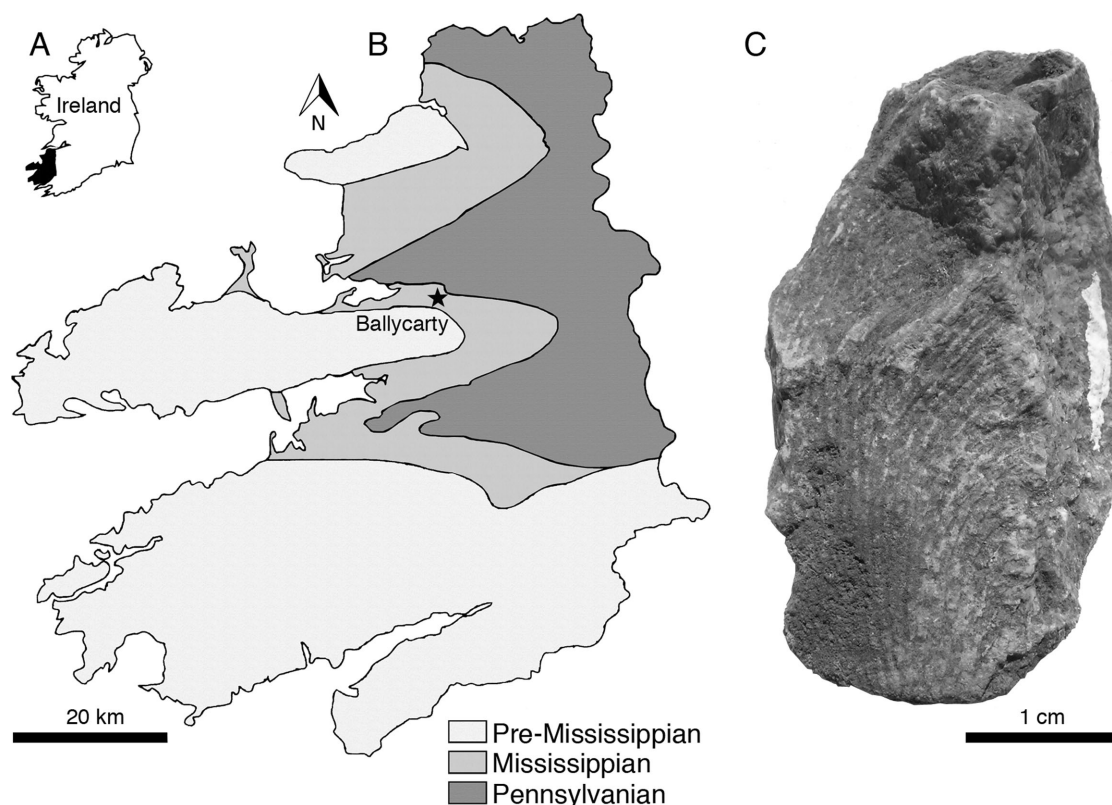 A
Ireland
B
N
Ballycarty
20 km
Pre-Mississippian
Mississippian
Pennsylvanian
C
1 cm